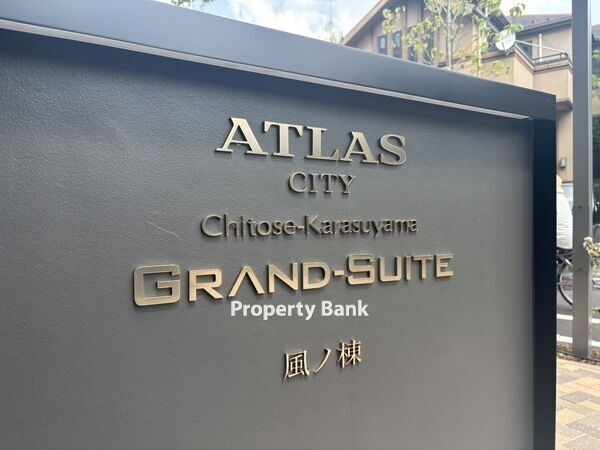 ATLAS
CITY
Chitose-Karasuyama
GRAND-SUITE
Property Bank
風ノ棟